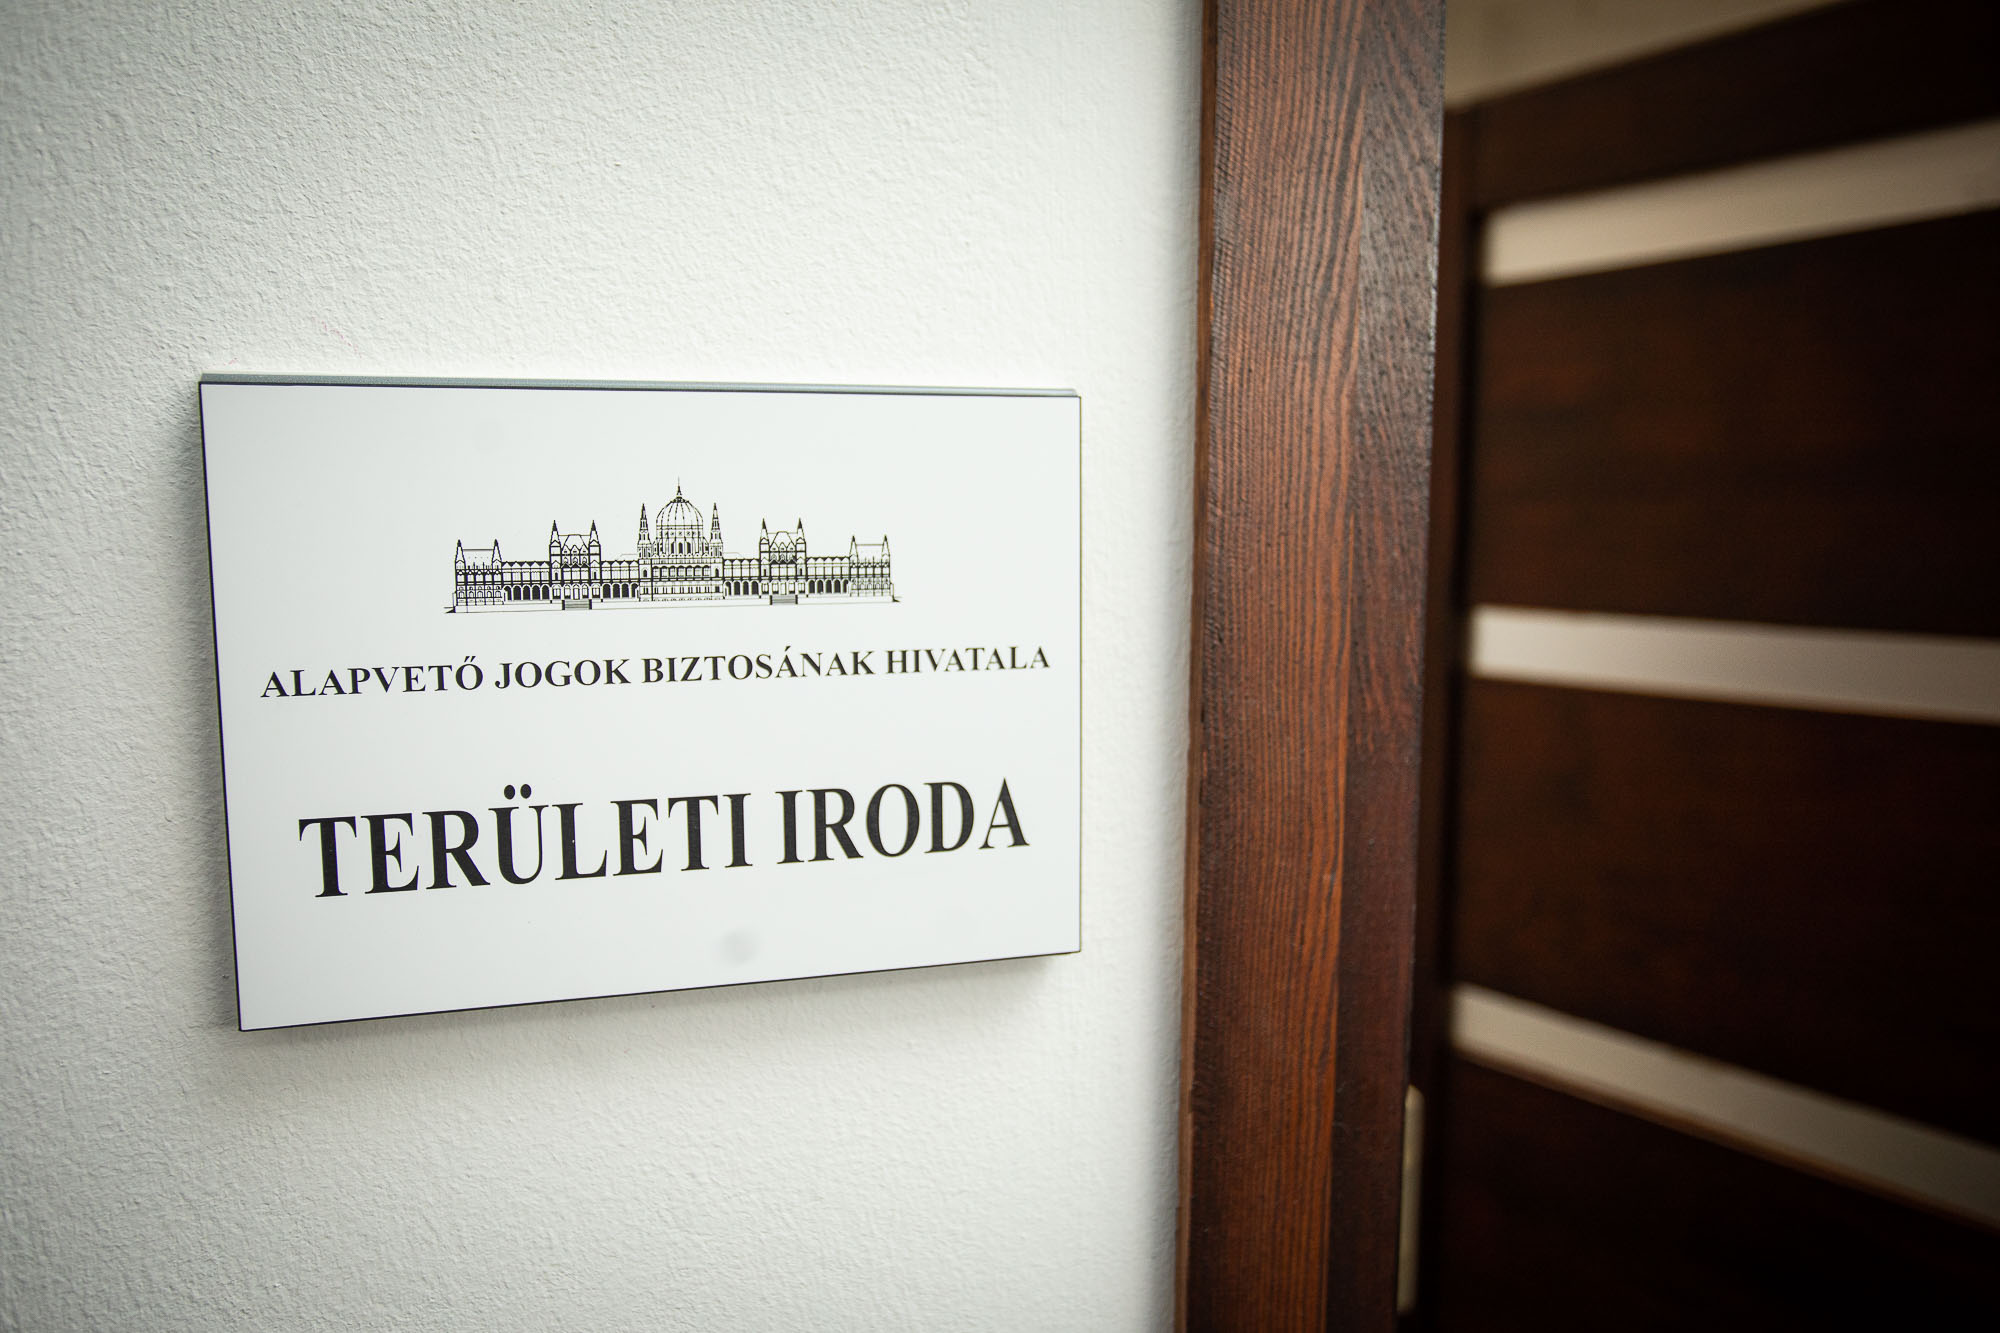 ALAPVETŐ JOGOK BIZTOSÁNAK HIVATALA
TERÜLETI IRODA